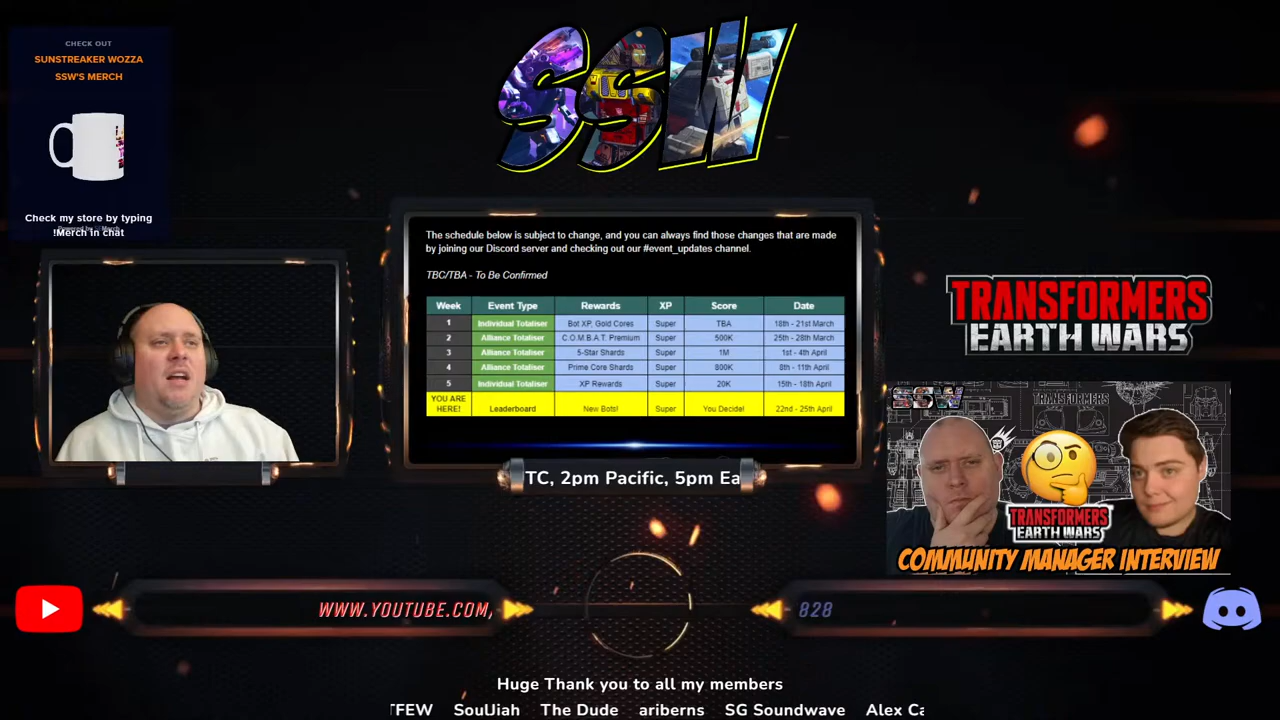 CHECK OUT
SUNSTREAKER WOZZA
SSW'S MERCH
Check my store by typing
!Merch in chat
SSW
The schedule below is subject to change, and you can always find those changes that are made
by joining our Discord server and checking out our #event_updates channel.
TBC/TBA - To Be Confirmed
Week Event Type Rewards XP Score Date
1 Individual Totaliser Bot XP, Gold Cores Super TBA 18th - 21st March
2 Alliance Totaliser C.O.M.B.A.T. Premium Super 500K 25th - 28th March
3 Alliance Totaliser 5-Star Shards Super 1M 1st - 4th April
4 Alliance Totaliser Prime Core Shards Super 800K 8th - 11th April
5 Individual Totaliser XP Rewards Super 20K 15th - 18th April
YOU ARE
HERE! Leaderboard New Bots! Super You Decide! 22nd - 25th April
TC, 2pm Pacific, 5pm Ea
TRANSFORMERS
EARTH WARS
SSW
TRANSFORMERS
TRANSFORMERS
EARTH WARS
COMMUNITY MANAGER INTERVIEW
WWW.YOUTUBE.COM/
828
Huge Thank you to all my members
TFEW SouUiah The Dude ariberns SG Soundwave Alex Ca